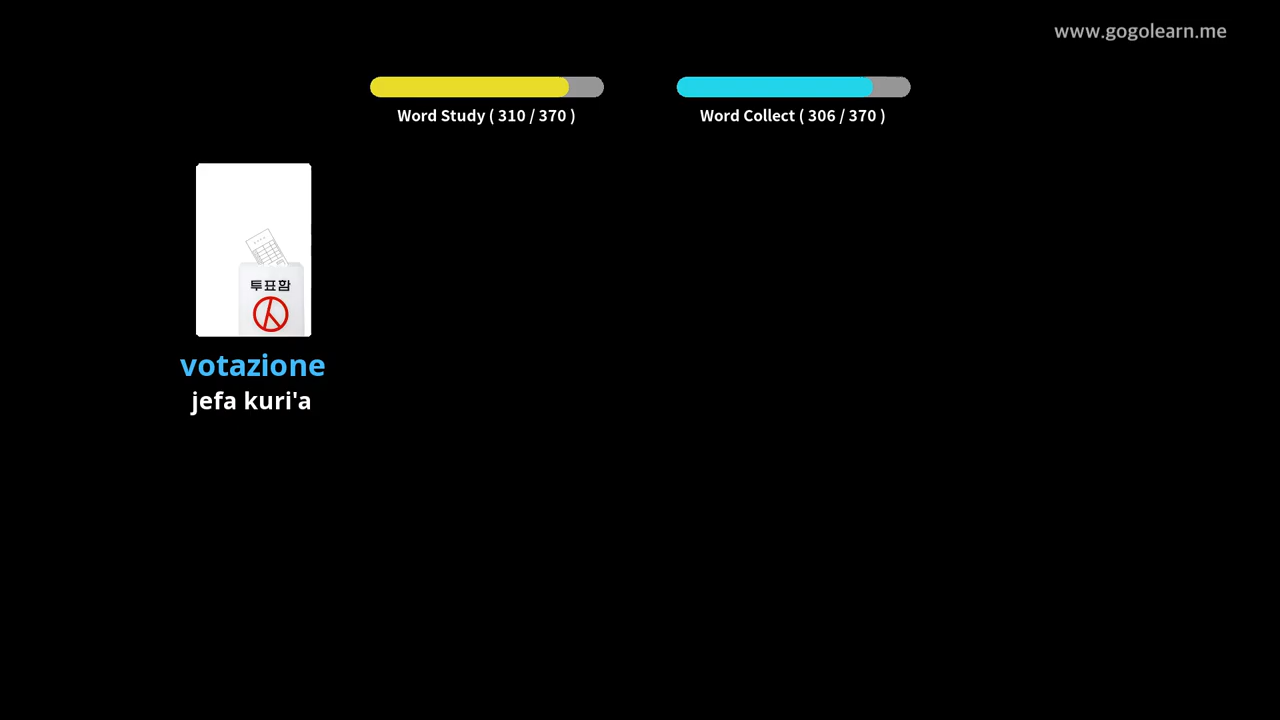 www.gogolearn.me
Word Study ( 310 / 370 )
Word Collect ( 306 / 370 )
투표함
votazione
jefa kuri'a